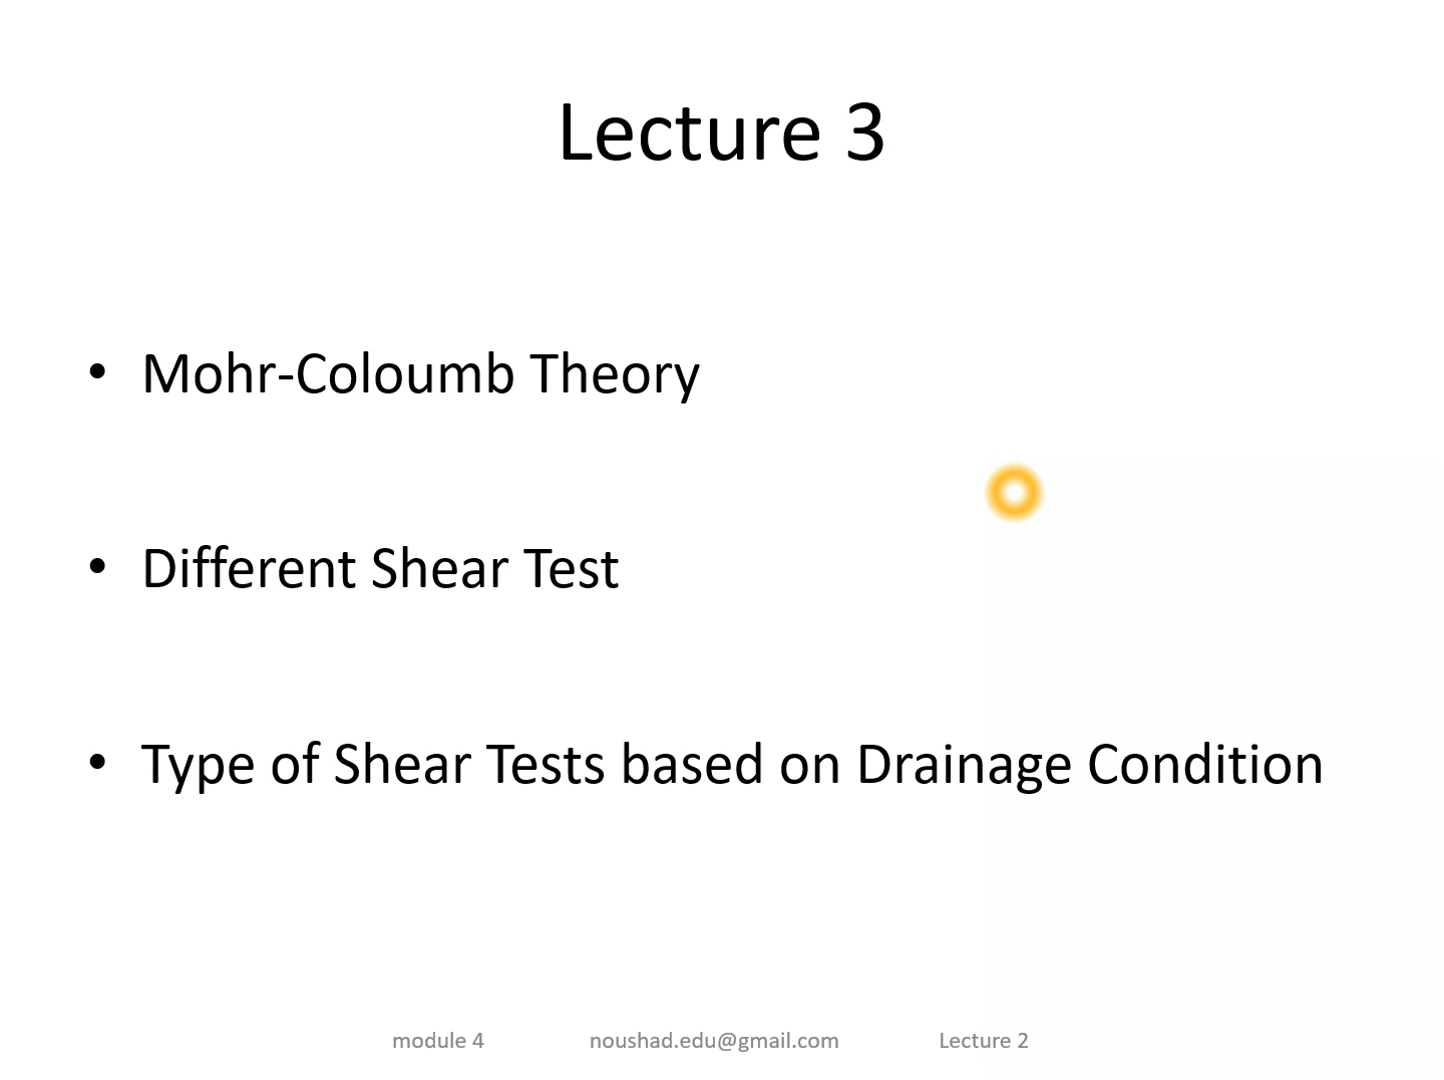 Lecture 3
• Mohr-Coloumb Theory
• Different Shear Test
• Type of Shear Tests based on Drainage Condition
module 4 noushad.edu@gmail.com Lecture 2